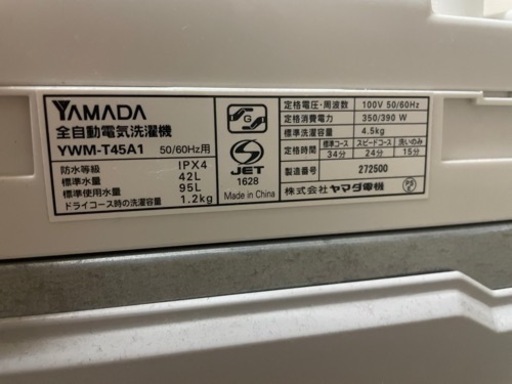 YAMADA
全自動電気洗濯機
YWM-T45A1 50/60Hz用
防水等級 IPX4
標準水量 42L
標準使用水量 95L
ドライコース時の洗濯容量 1.2kg
G
JET
1628
Made in China
定格電圧・周波数 100V 50/60Hz
定格消費電力 350/390 W
標準洗濯容量 4.5kg
定格時間 標準コース スピードコース 洗いのみ
34分 24分 15分
製造番号 272500
株式会社ヤマダ電機